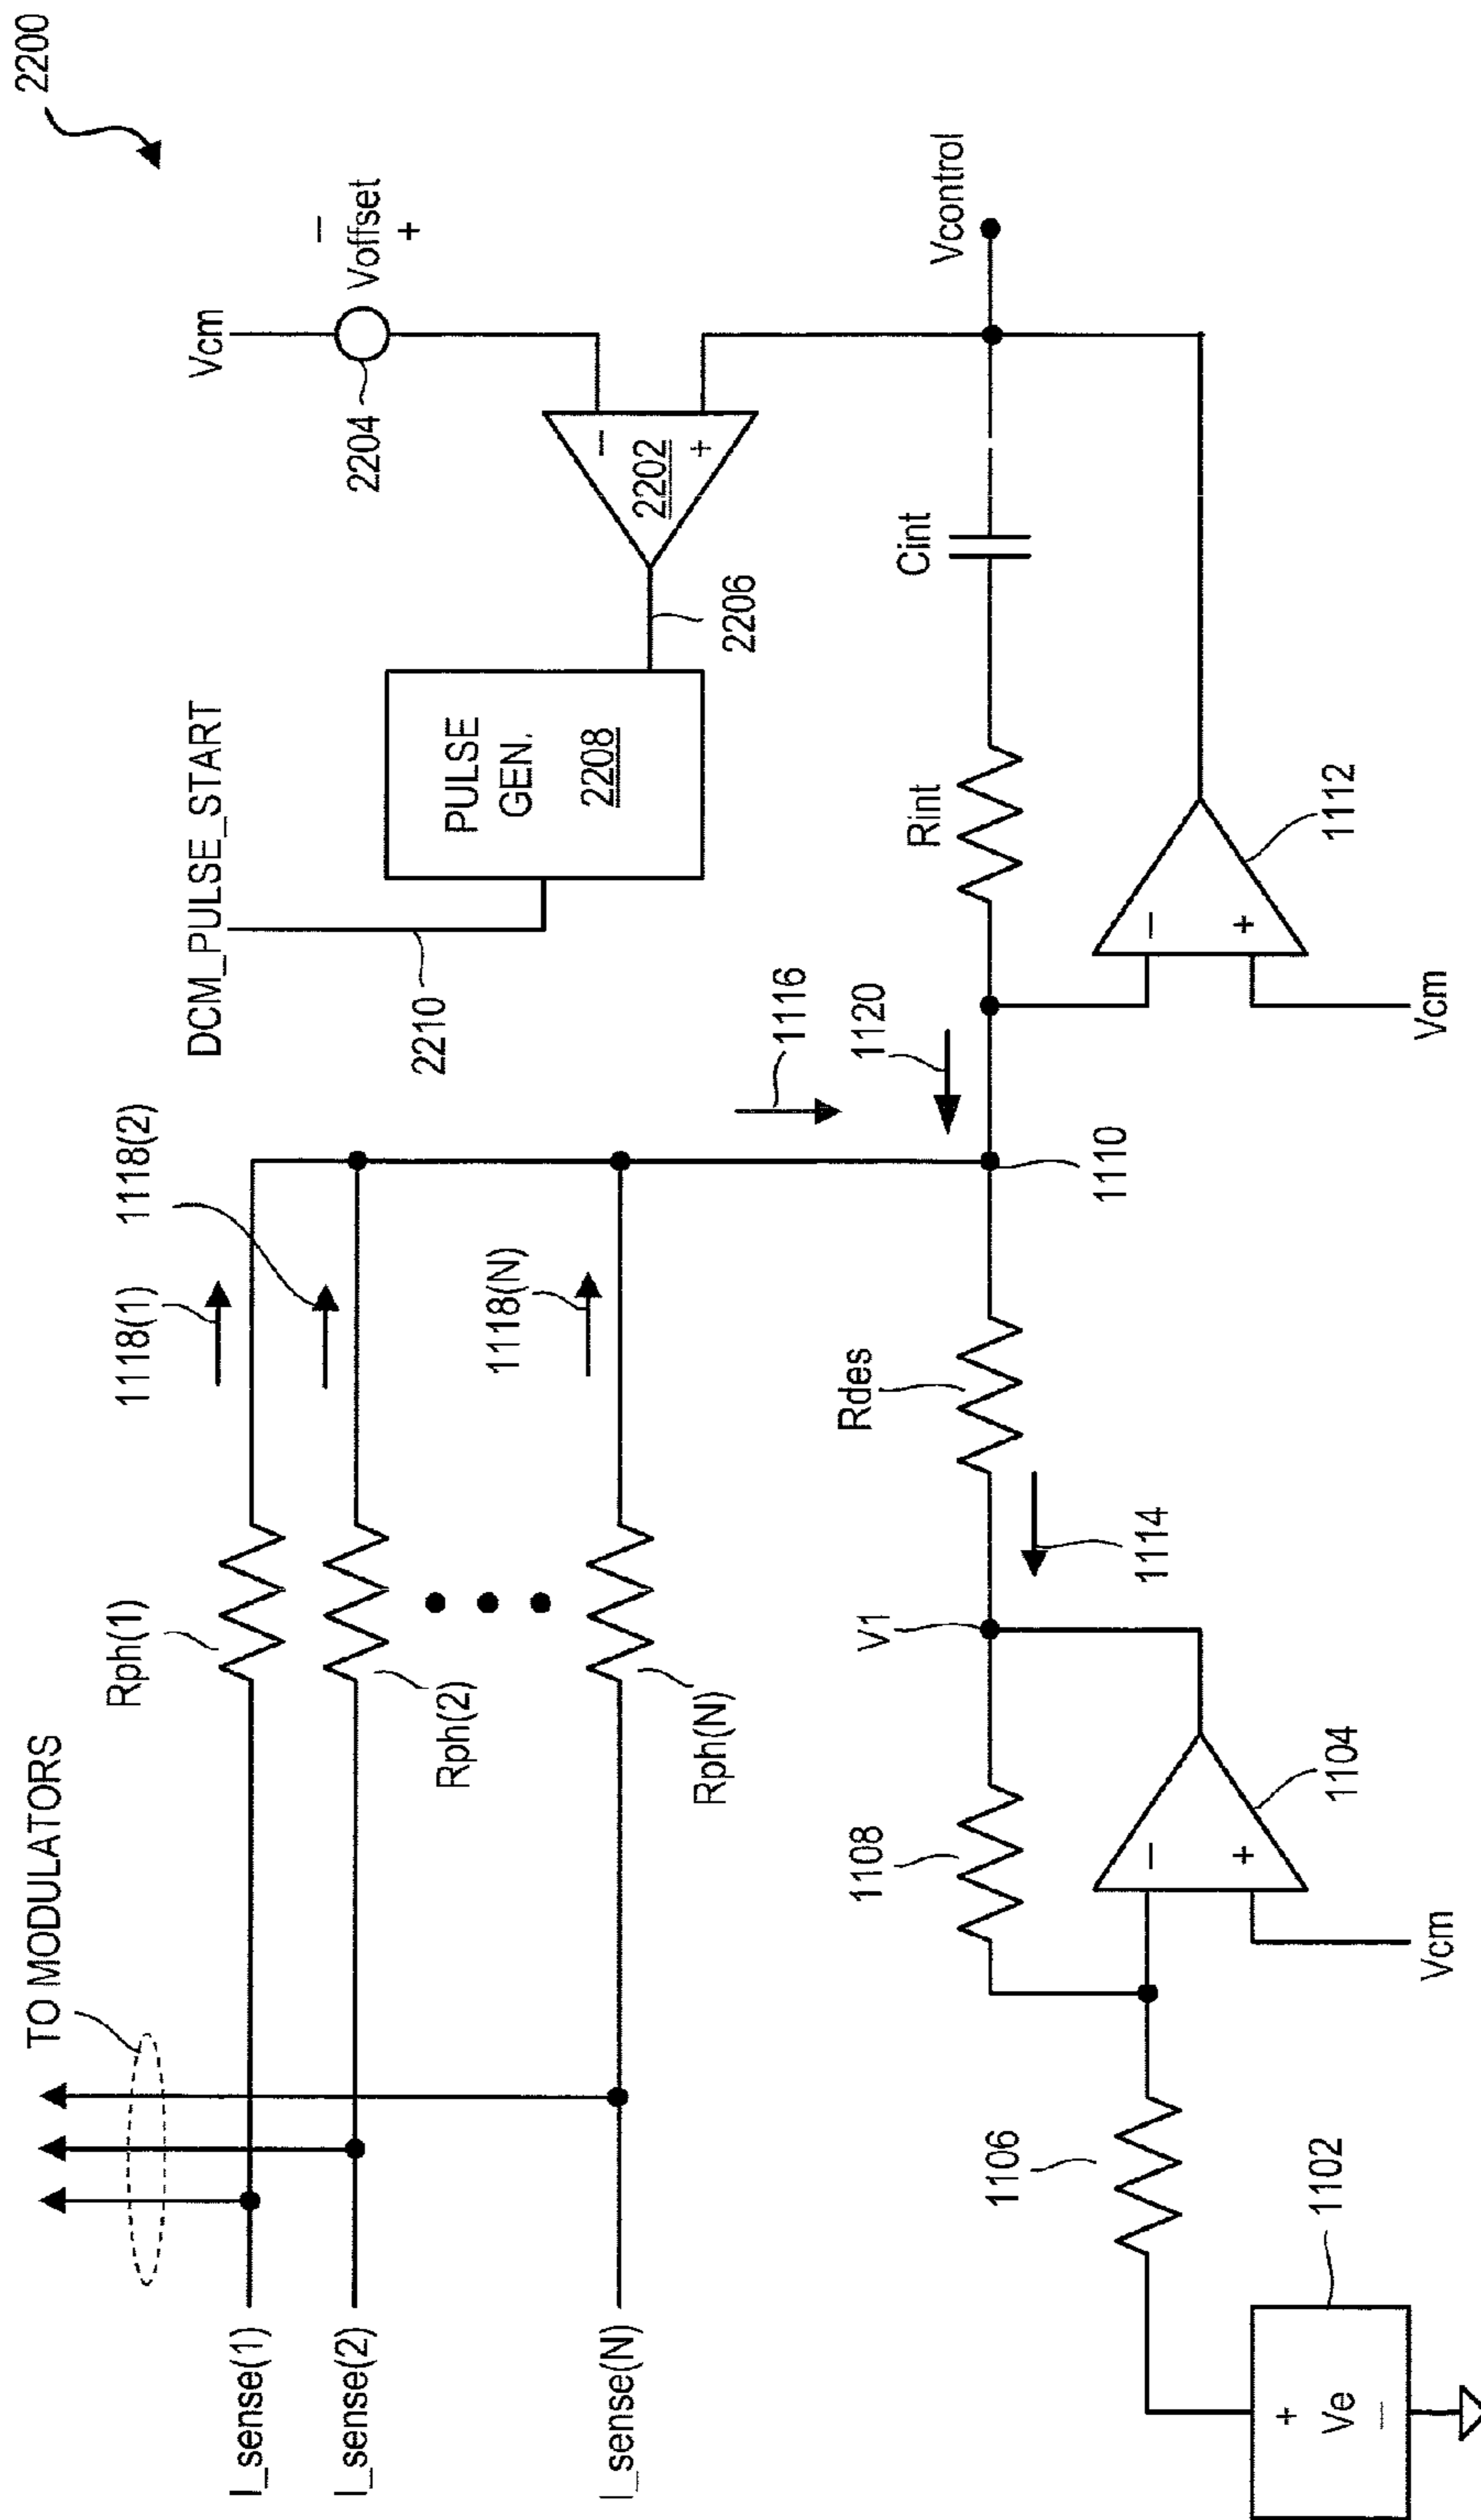 2200
TO MODULATORS
I_sense(1)
I_sense(2)
I_sense(N)
Rph(1)
Rph(2)
Rph(N)
1118(1)
1118(2)
1118(N)
DCM_PULSE_START
2210
PULSE
GEN.
2208
2206
2202
−
+
Vcm
2204
−
Voffset
+
1116
1120
1110
Rdes
1114
V1
1108
1106
1104
−
+
Vcm
1102
+
Ve
−
Rint
Cint
Vcontrol
1112
−
+
Vcm